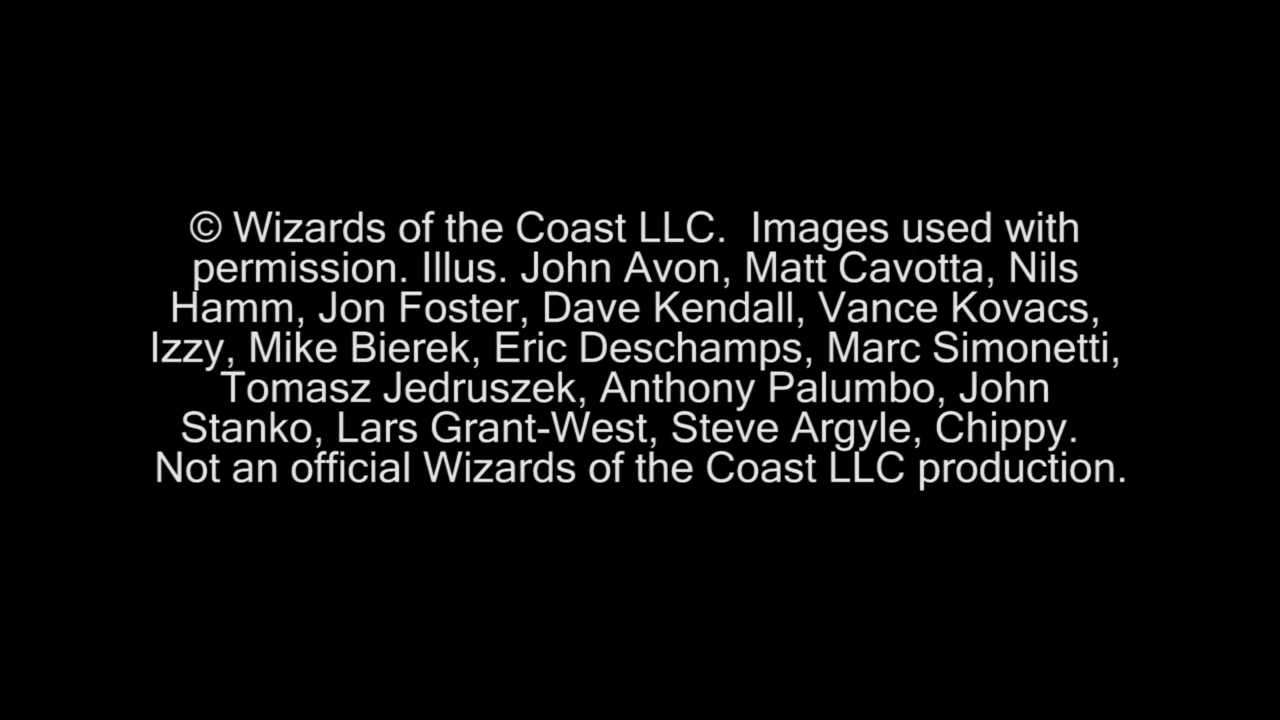 © Wizards of the Coast LLC.  Images used with
permission. Illus. John Avon, Matt Cavotta, Nils
Hamm, Jon Foster, Dave Kendall, Vance Kovacs,
Izzy, Mike Bierek, Eric Deschamps, Marc Simonetti,
Tomasz Jedruszek, Anthony Palumbo, John
Stanko, Lars Grant-West, Steve Argyle, Chippy.
Not an official Wizards of the Coast LLC production.